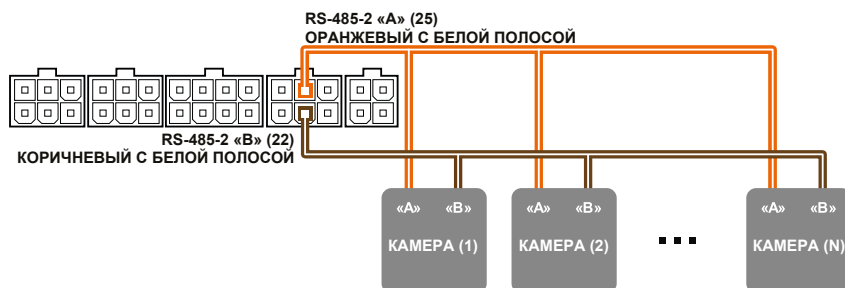 RS-485-2 «A» (25)
ОРАНЖЕВЫЙ С БЕЛОЙ ПОЛОСОЙ
RS-485-2 «B» (22)
КОРИЧНЕВЫЙ С БЕЛОЙ ПОЛОСОЙ
«A» «B» «A» «B» «A» «B»
КАМЕРА (1) КАМЕРА (2) ... КАМЕРА (N)